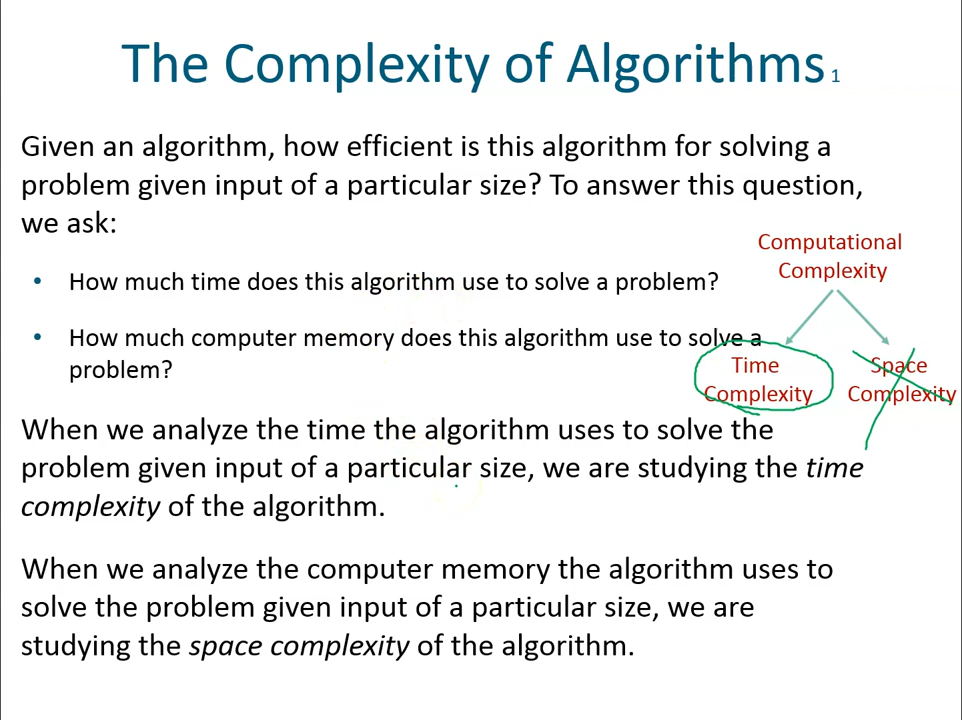 The Complexity of Algorithms 1
Given an algorithm, how efficient is this algorithm for solving a
problem given input of a particular size? To answer this question,
we ask:
• How much time does this algorithm use to solve a problem?
• How much computer memory does this algorithm use to solve a
problem?
Computational
Complexity
Time
Complexity
Space
Complexity
When we analyze the time the algorithm uses to solve the
problem given input of a particular size, we are studying the time
complexity of the algorithm.
When we analyze the computer memory the algorithm uses to
solve the problem given input of a particular size, we are
studying the space complexity of the algorithm.